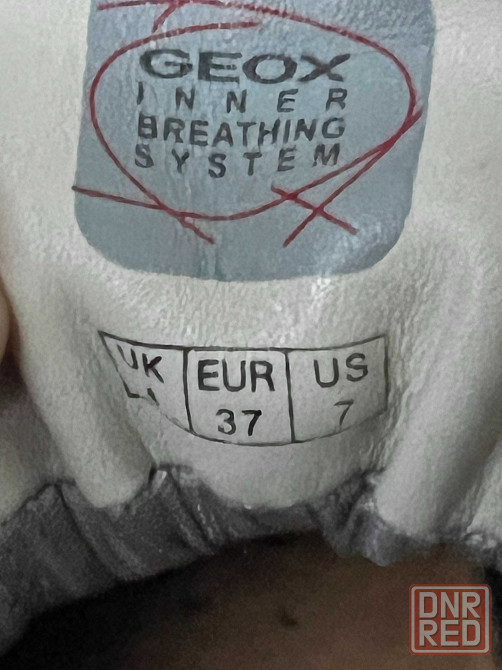 GEOX
INNER
BREATHING
SYSTEM
UK EUR US
37 7
DNR
RED